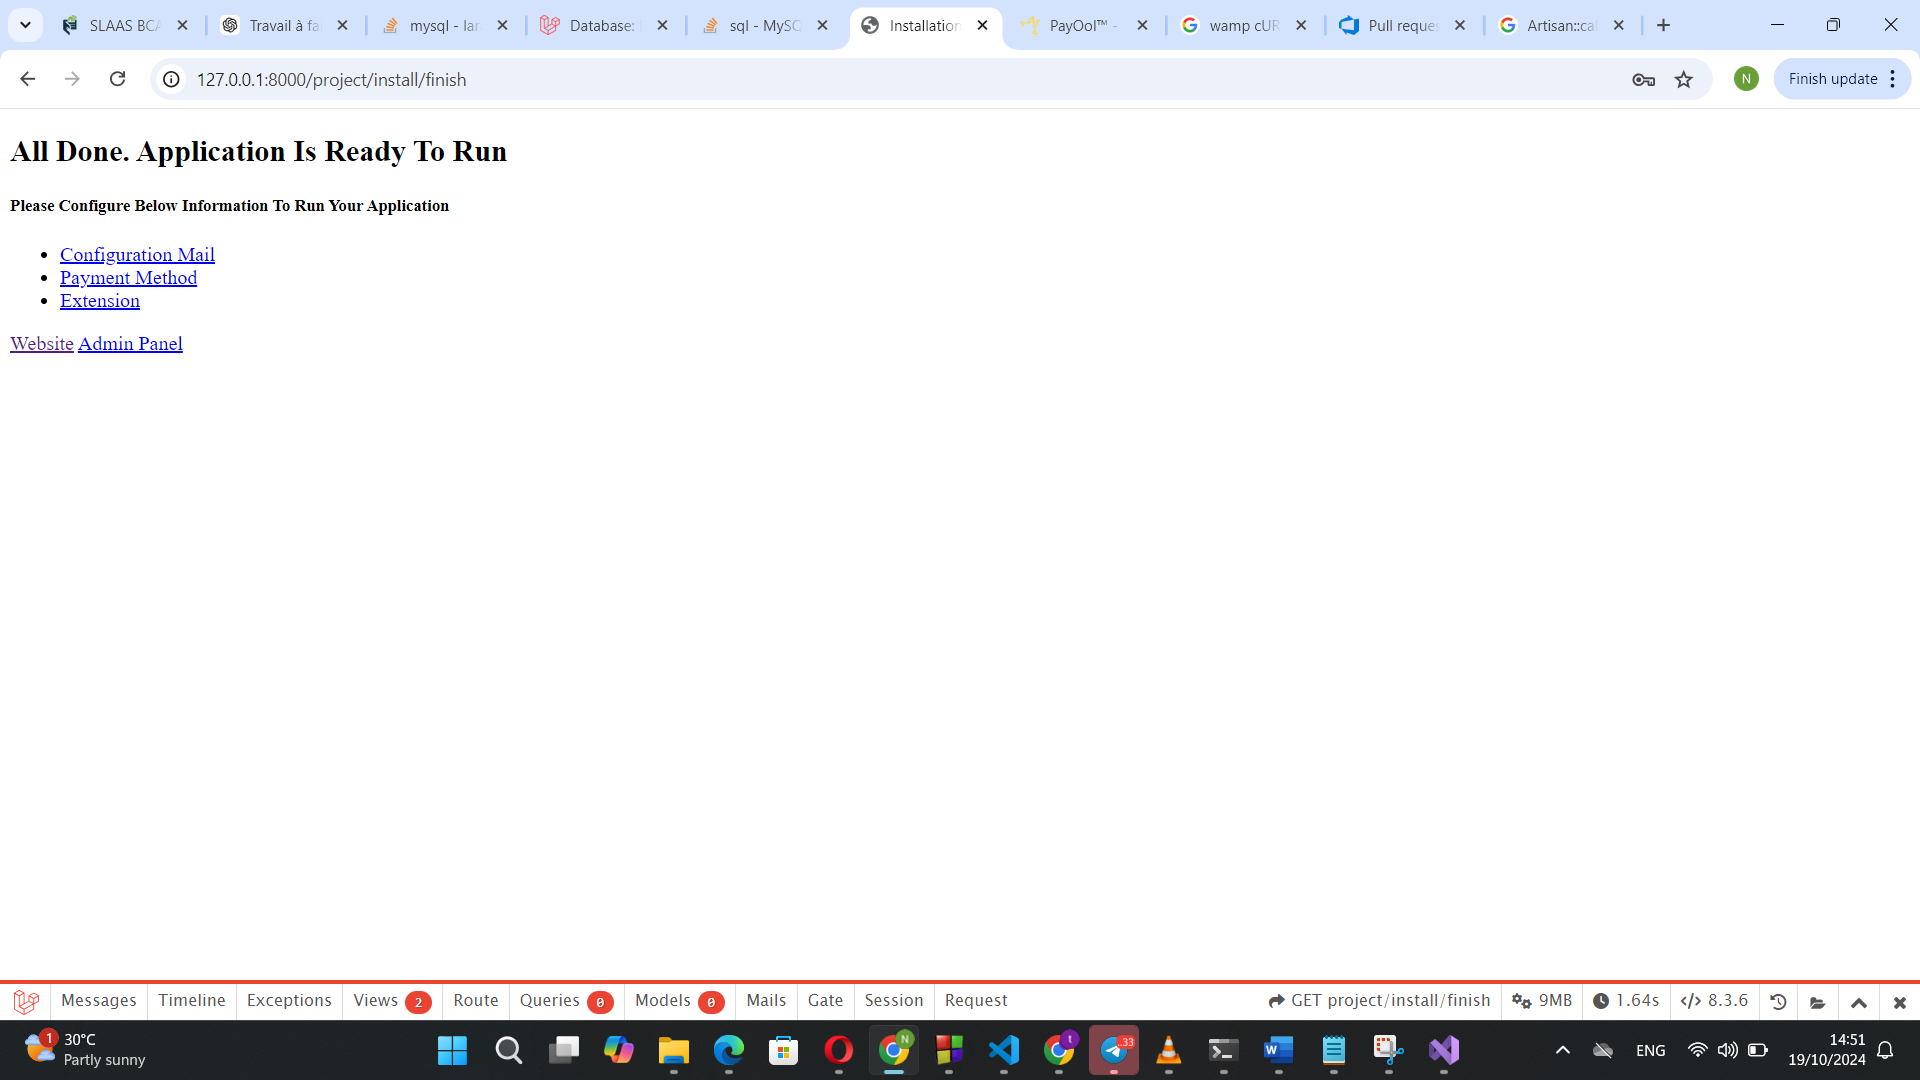 SLAAS BCA
Travail à fa
mysql - lar
Database:
sql - MySQ
Installation
PayOol™ -
wamp cUR
Pull reques
Artisan::cal
127.0.0.1:8000/project/install/finish
N
Finish update
All Done. Application Is Ready To Run
Please Configure Below Information To Run Your Application
Configuration Mail
Payment Method
Extension
Website Admin Panel
Messages
Timeline
Exceptions
Views 2
Route
Queries 0
Models 0
Mails
Gate
Session
Request
GET project/install/finish
9MB
1.64s
8.3.6
1
30°C
Partly sunny
N
t
.33
ENG
14:51
19/10/2024